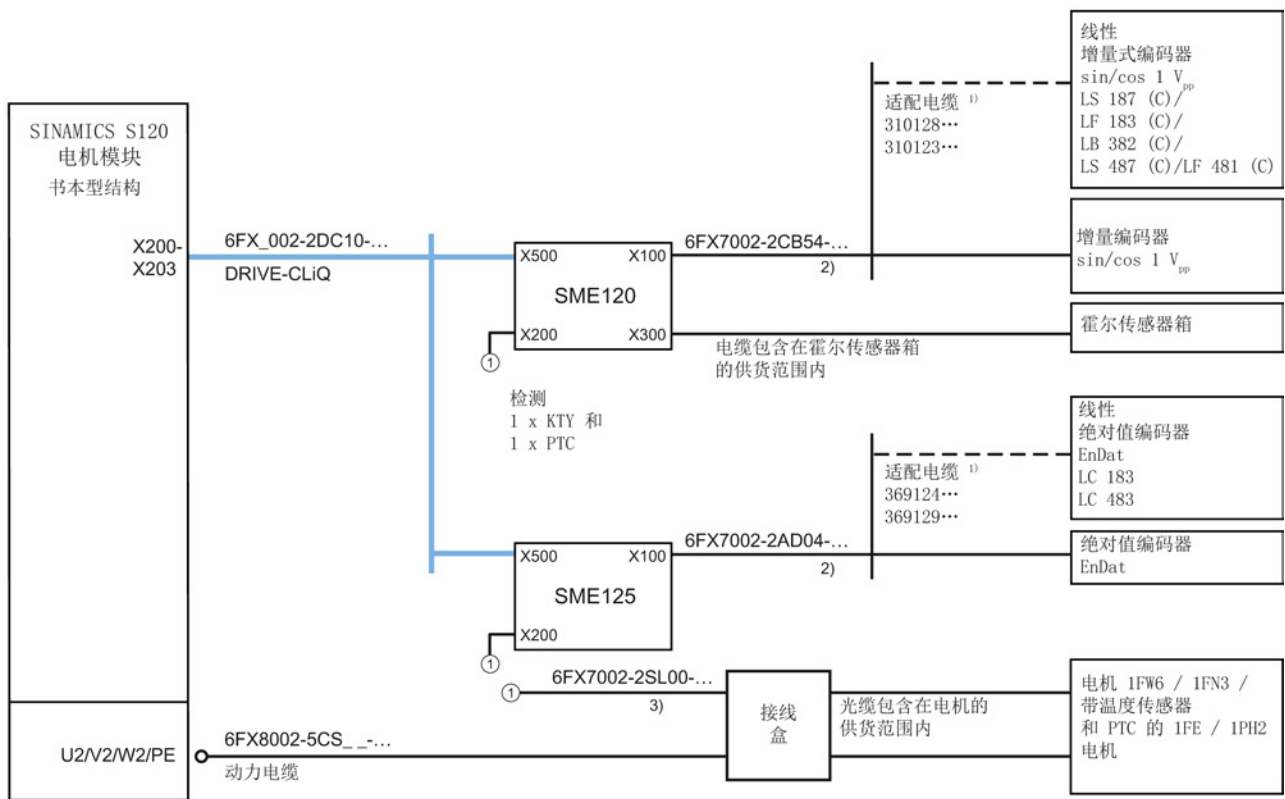 SINAMICS S120
电机模块
书本型结构
X200-
X203
6FX_002-2DC10-...
DRIVE-CLiQ
X500
X100
SME120
X200
X300
①
检测
1 x KTY 和
1 x PTC
6FX7002-2CB54-...
2)
适配电缆 1)
310128…
310123…
线性
增量式编码器
sin/cos 1 Vpp
LS 187 (C)/
LF 183 (C)/
LB 382 (C)/
LS 487 (C)/LF 481 (C)
增量编码器
sin/cos 1 Vpp
霍尔传感器箱
电缆包含在霍尔传感器箱
的供货范围内
适配电缆 1)
369124…
369129…
线性
绝对值编码器
EnDat
LC 183
LC 483
X500
X100
SME125
X200
①
6FX7002-2AD04-...
2)
绝对值编码器
EnDat
①
6FX7002-2SL00-...
3)
接线
盒
光缆包含在电机的
供货范围内
电机 1FW6 / 1FN3 /
带温度传感器
和 PTC 的 1FE / 1PH2
电机
U2/V2/W2/PE
6FX8002-5CS_ _-...
动力电缆